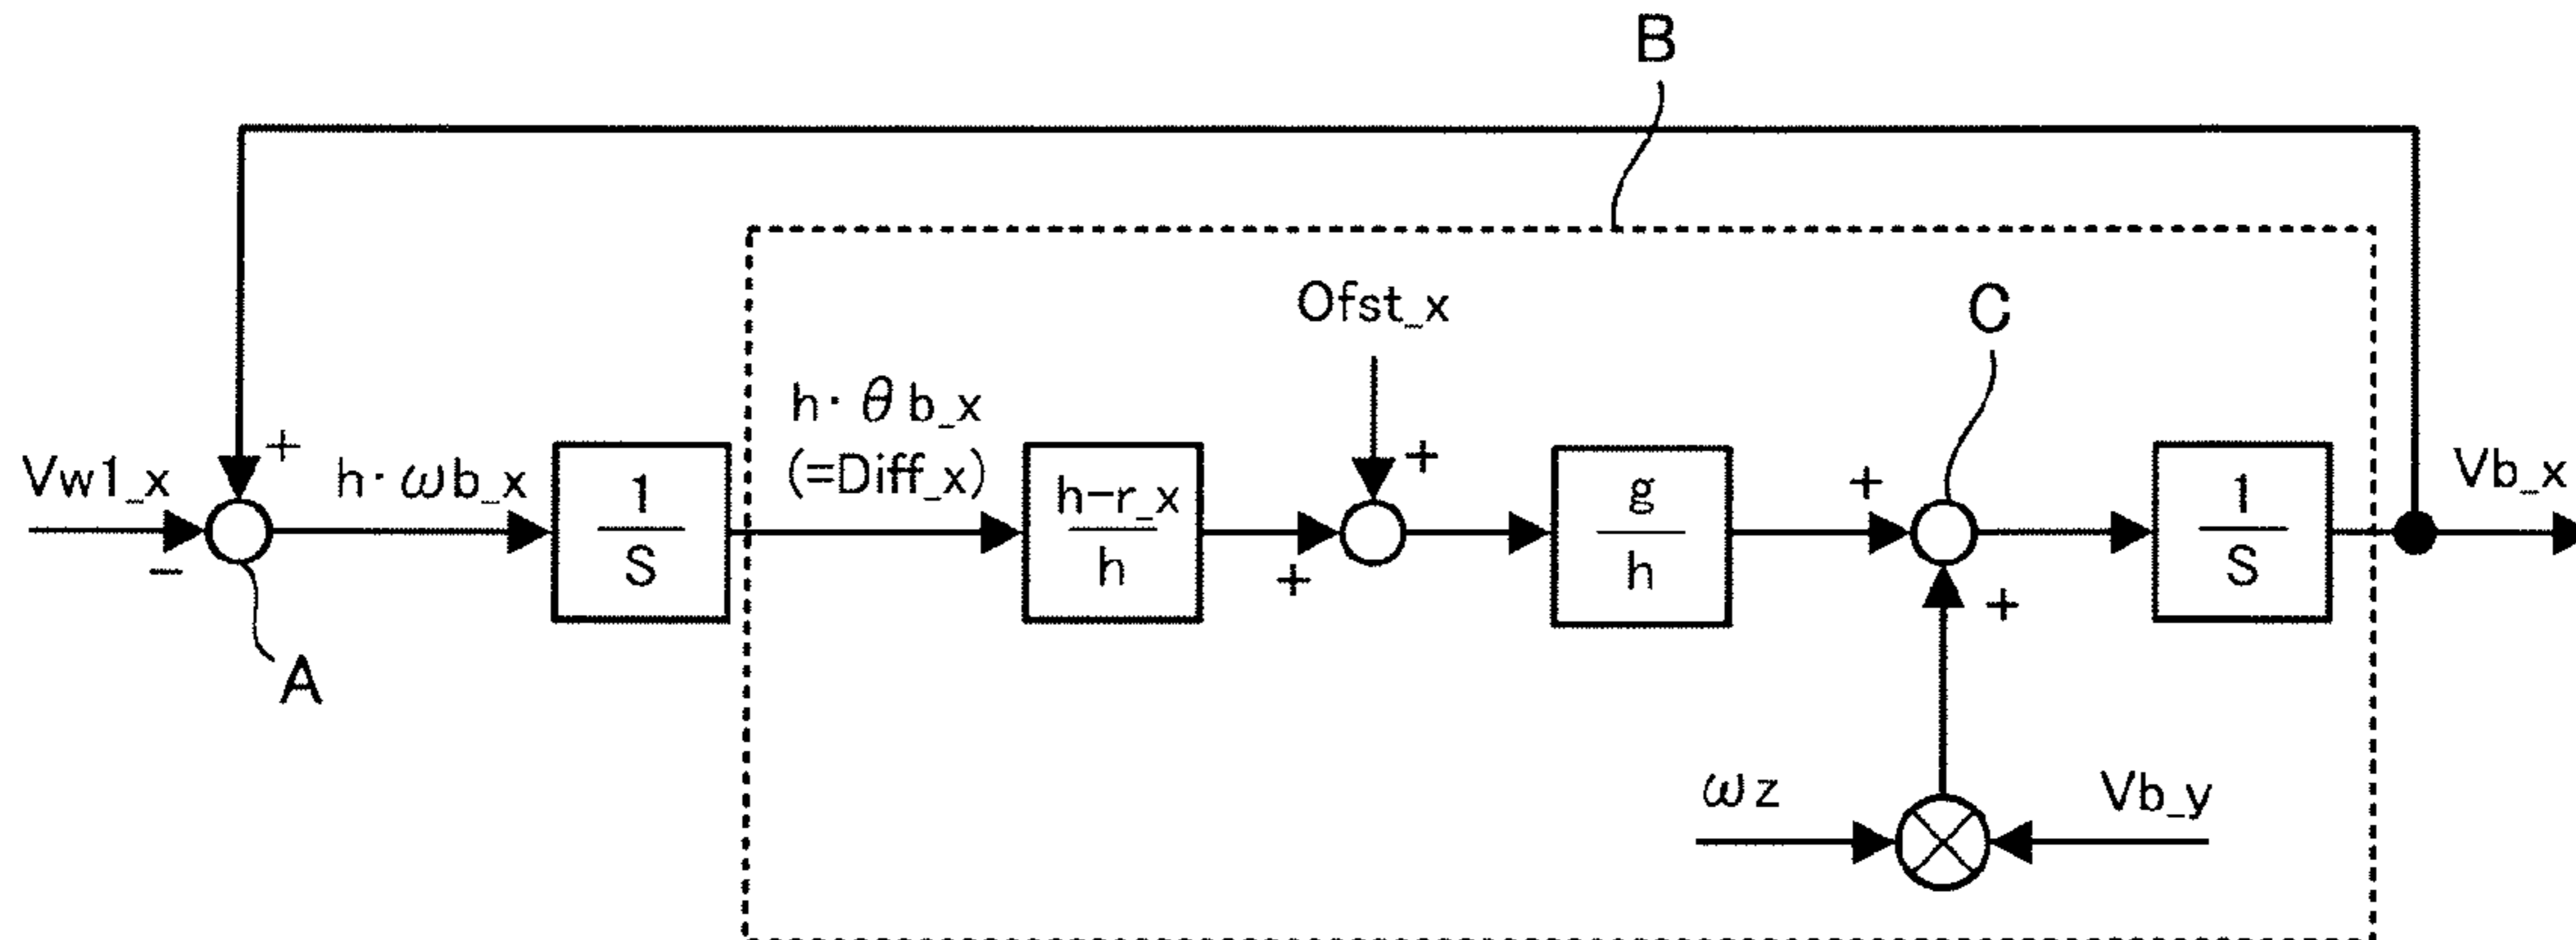 B
Ofst_x
C
h· θb_x
(=Diff_x)
+
+
+
+
+
−
Vw1_x
h· ωb_x
1
S
h-r_x
h
g
h
1
S
Vb_x
A
ωz
Vb_y